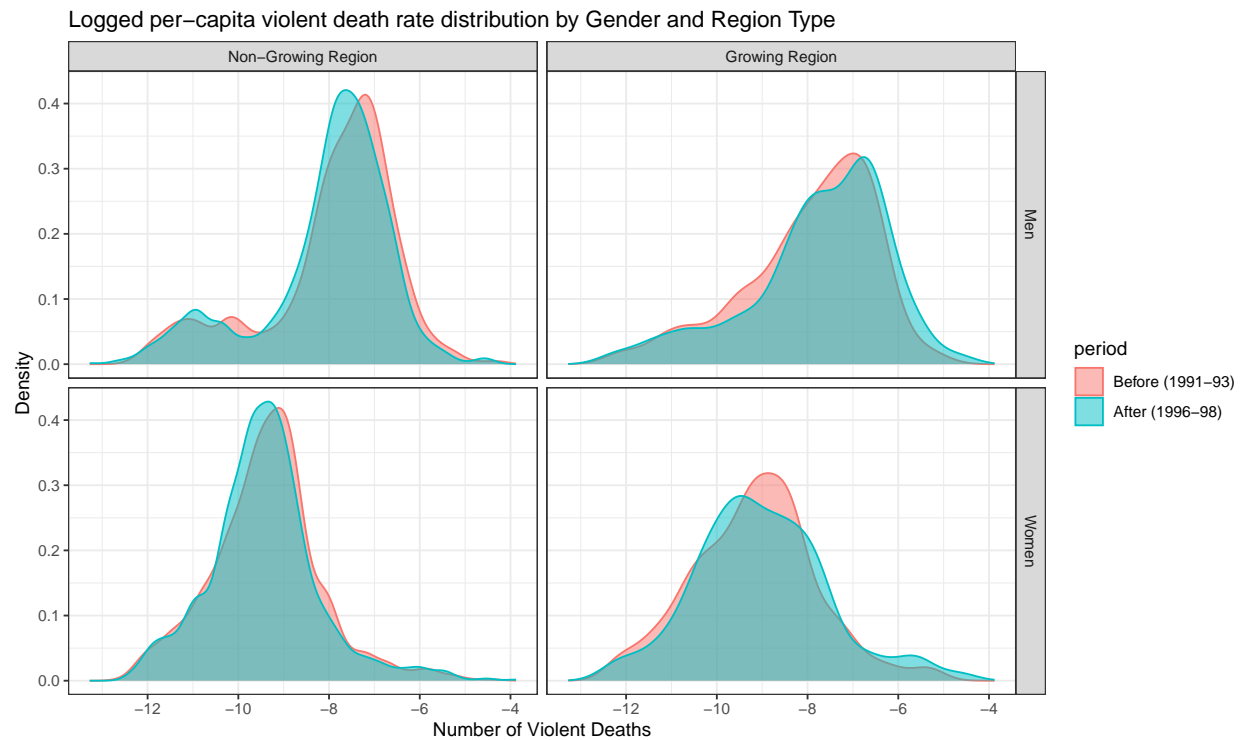 Logged per−capita violent death rate distribution by Gender and Region Type
Non−Growing Region
Growing Region
0.4
0.3
0.2
0.1
0.0
Men
0.4
0.3
0.2
0.1
0.0
Women
Density
−12
−10
−8
−6
−4
−12
−10
−8
−6
−4
Number of Violent Deaths
period
Before (1991−93)
After (1996−98)